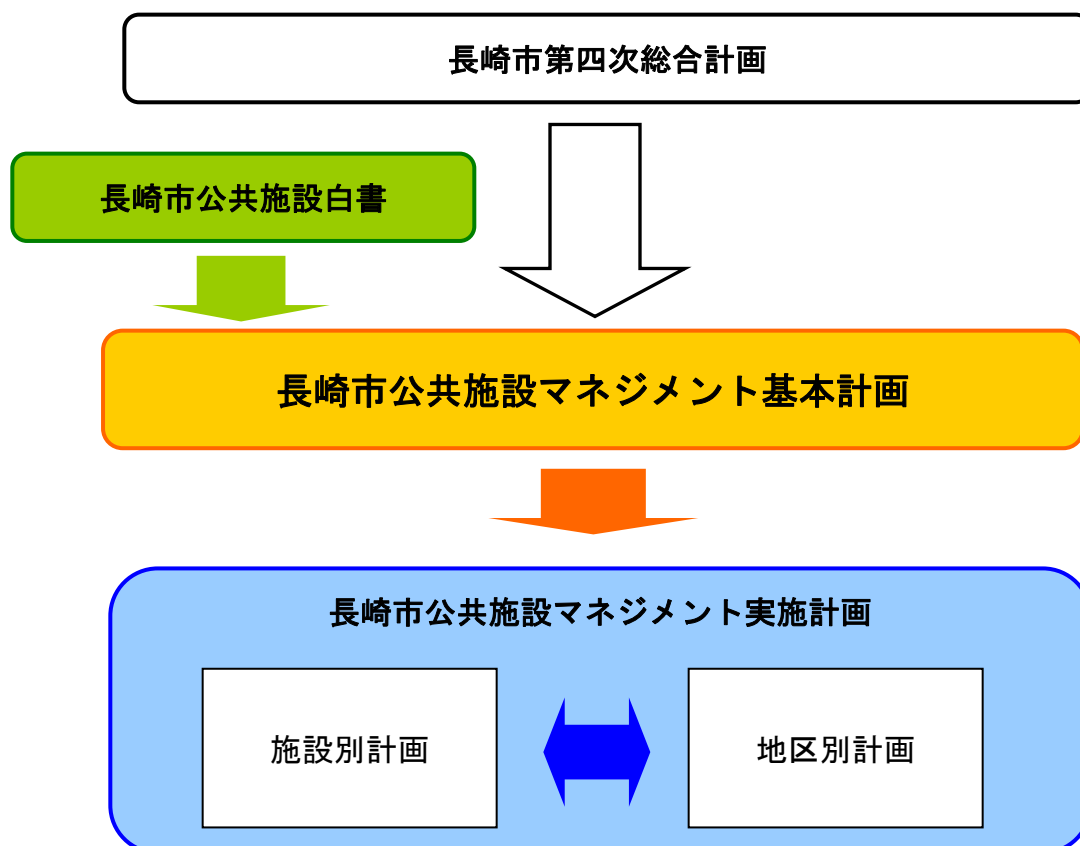 長崎市第四次総合計画
長崎市公共施設白書
長崎市公共施設マネジメント基本計画
長崎市公共施設マネジメント実施計画
施設別計画
地区別計画